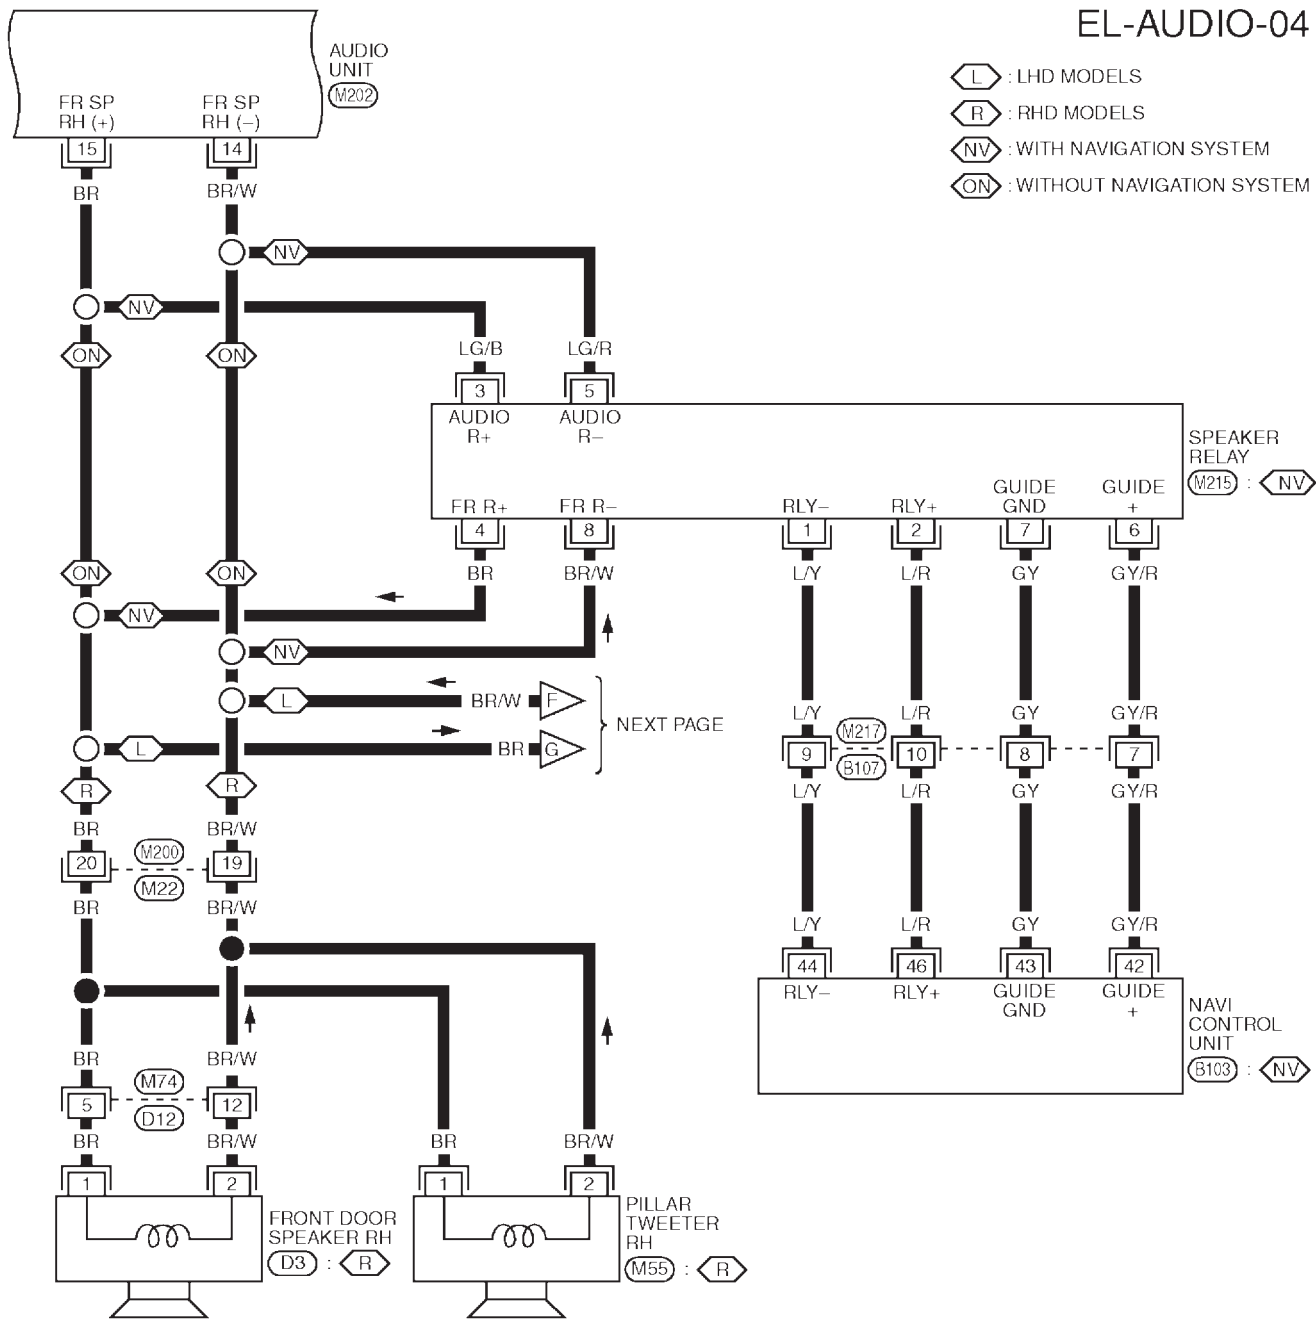 EL-AUDIO-04
L : LHD MODELS
R : RHD MODELS
NV : WITH NAVIGATION SYSTEM
ON : WITHOUT NAVIGATION SYSTEM
AUDIO
UNIT
M202
FR SP
RH (+)
FR SP
RH (–)
15
14
BR
BR/W
NV
NV
ON
ON
LG/B
LG/R
3
5
AUDIO
R+
AUDIO
R–
SPEAKER
RELAY
M215 : NV
FR R+
FR R–
RLY–
RLY+
GUIDE
GND
GUIDE
+
4
8
1
2
7
6
ON
ON
BR
BR/W
L/Y
L/R
GY
GY/R
NV
NV
L
BR/W
F
L
BR
G
NEXT PAGE
L/Y
L/R
GY
GY/R
M217
B107
9
10
8
7
L/Y
L/R
GY
GY/R
R
R
BR
BR/W
20
M200
M22
19
BR
BR/W
L/Y
L/R
GY
GY/R
44
46
43
42
RLY–
RLY+
GUIDE
GND
GUIDE
+
NAVI
CONTROL
UNIT
B103 : NV
BR
BR/W
M74
D12
5
12
BR
BR/W
BR
BR/W
1
2
1
2
FRONT DOOR
SPEAKER RH
D3 : R
PILLAR
TWEETER
RH
M55 : R